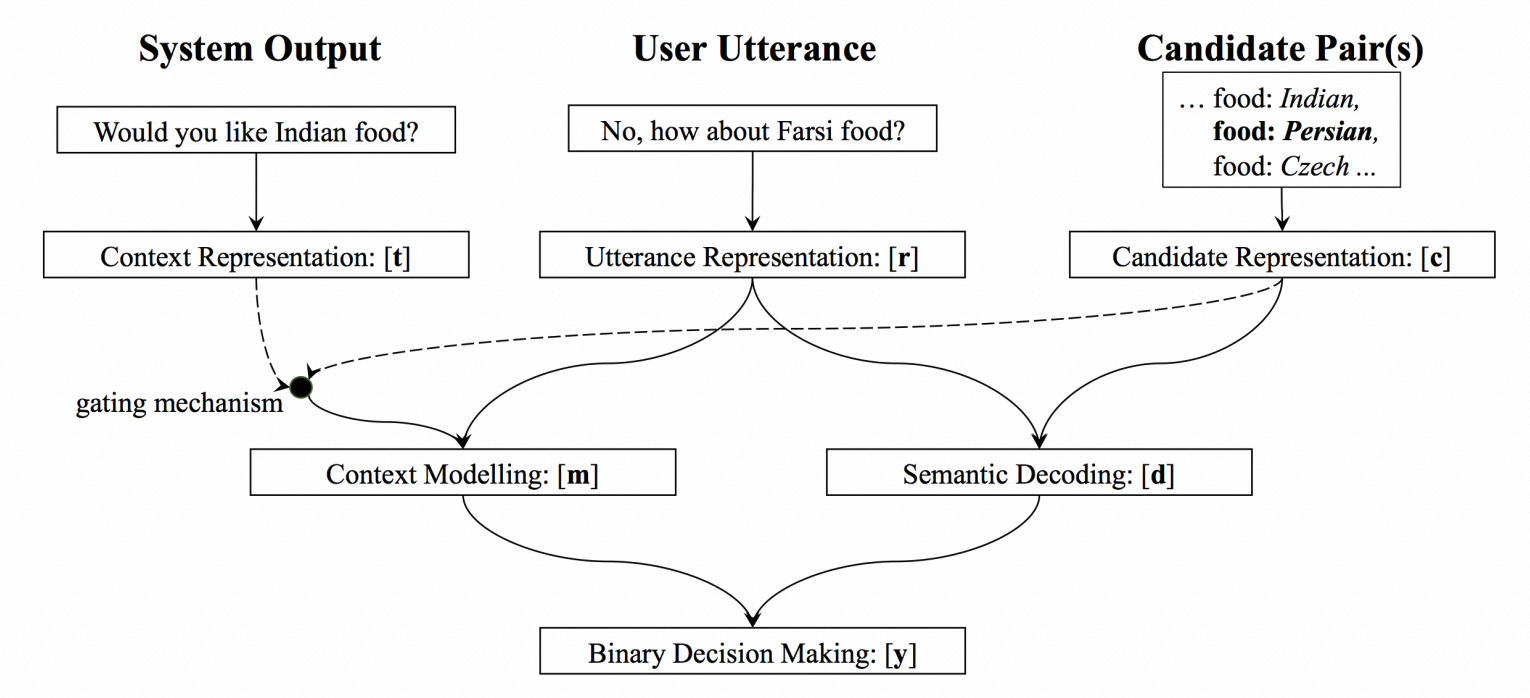 System Output
User Utterance
Candidate Pair(s)
Would you like Indian food?
No, how about Farsi food?
… food: Indian,
food: Persian,
food: Czech ...
Context Representation: [t]
Utterance Representation: [r]
Candidate Representation: [c]
gating mechanism
Context Modelling: [m]
Semantic Decoding: [d]
Binary Decision Making: [y]